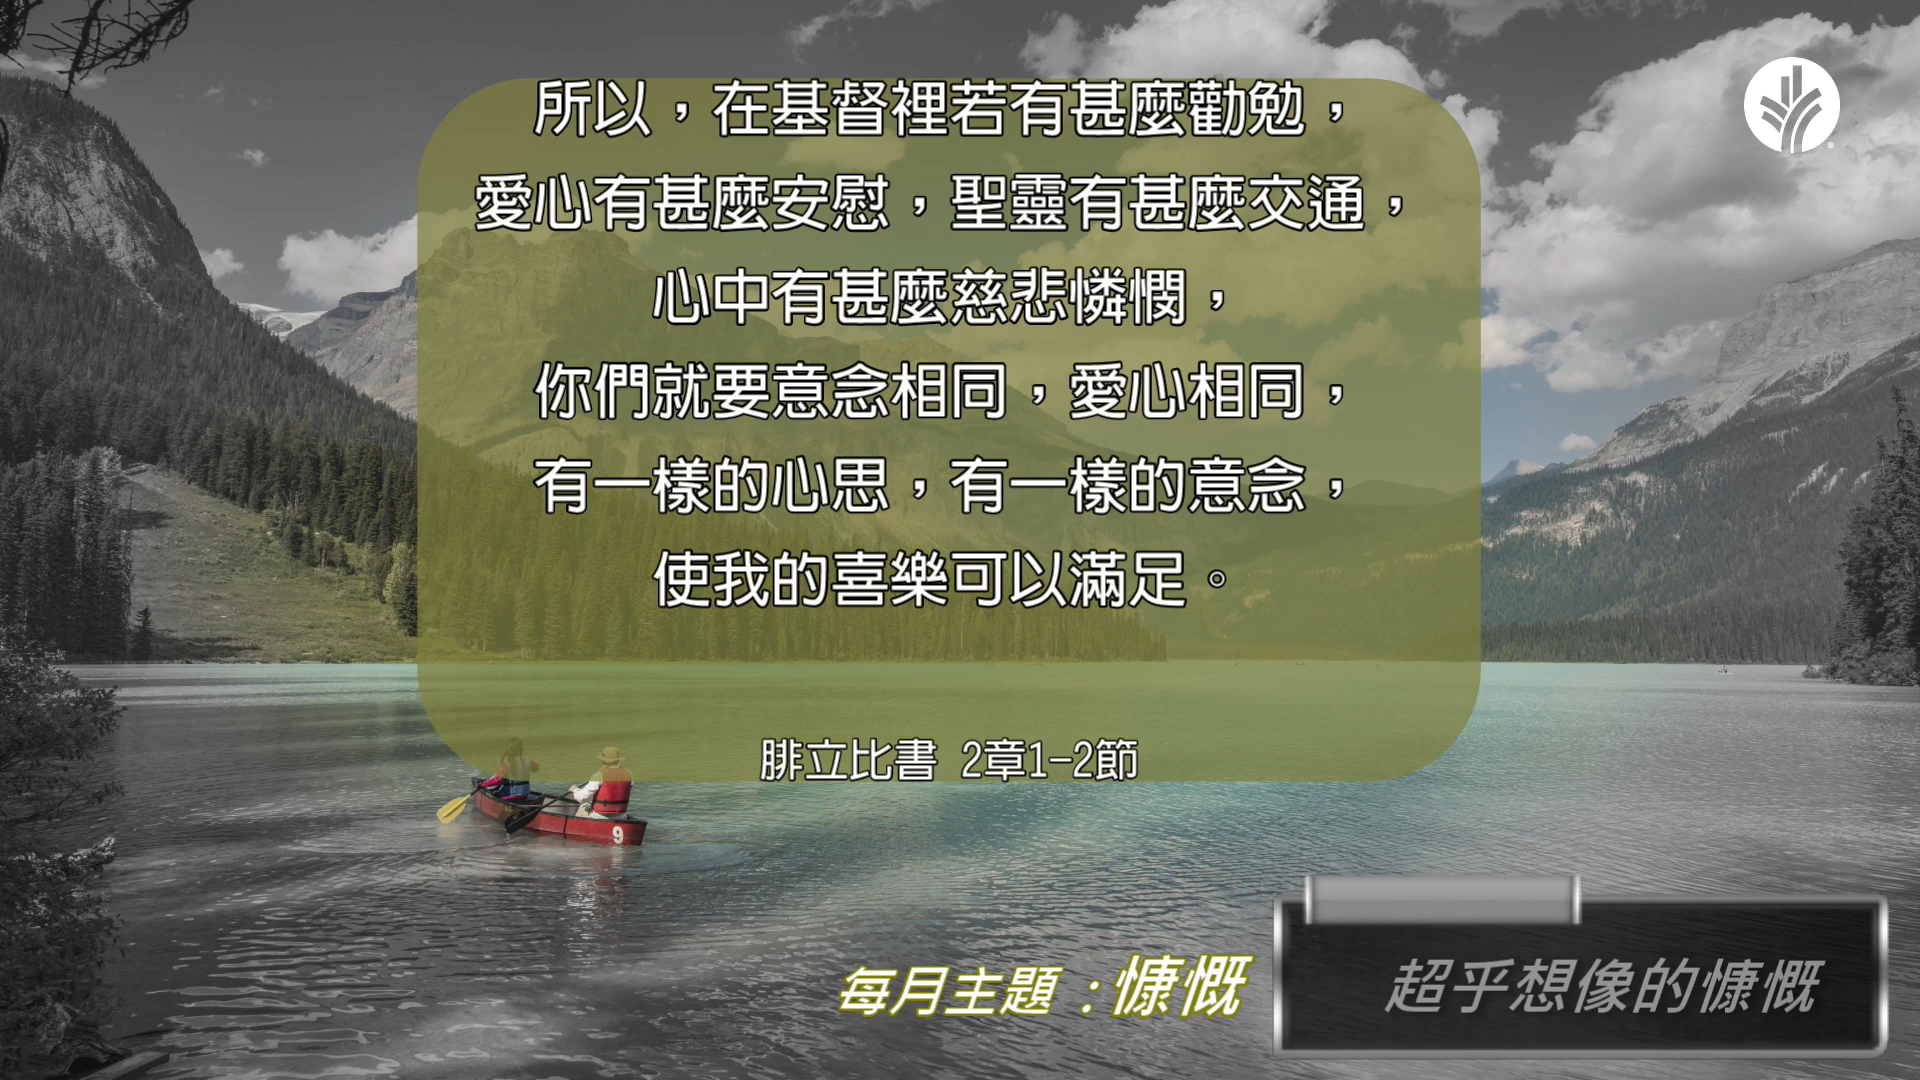 所以，在基督裡若有甚麼勸勉，
愛心有甚麼安慰，聖靈有甚麼交通，
心中有甚麼慈悲憐憫，
你們就要意念相同，愛心相同，
有一樣的心思，有一樣的意念，
使我的喜樂可以滿足。
腓立比書 2章1-2節
9
每月主題：慷慨
超乎想像的慷慨